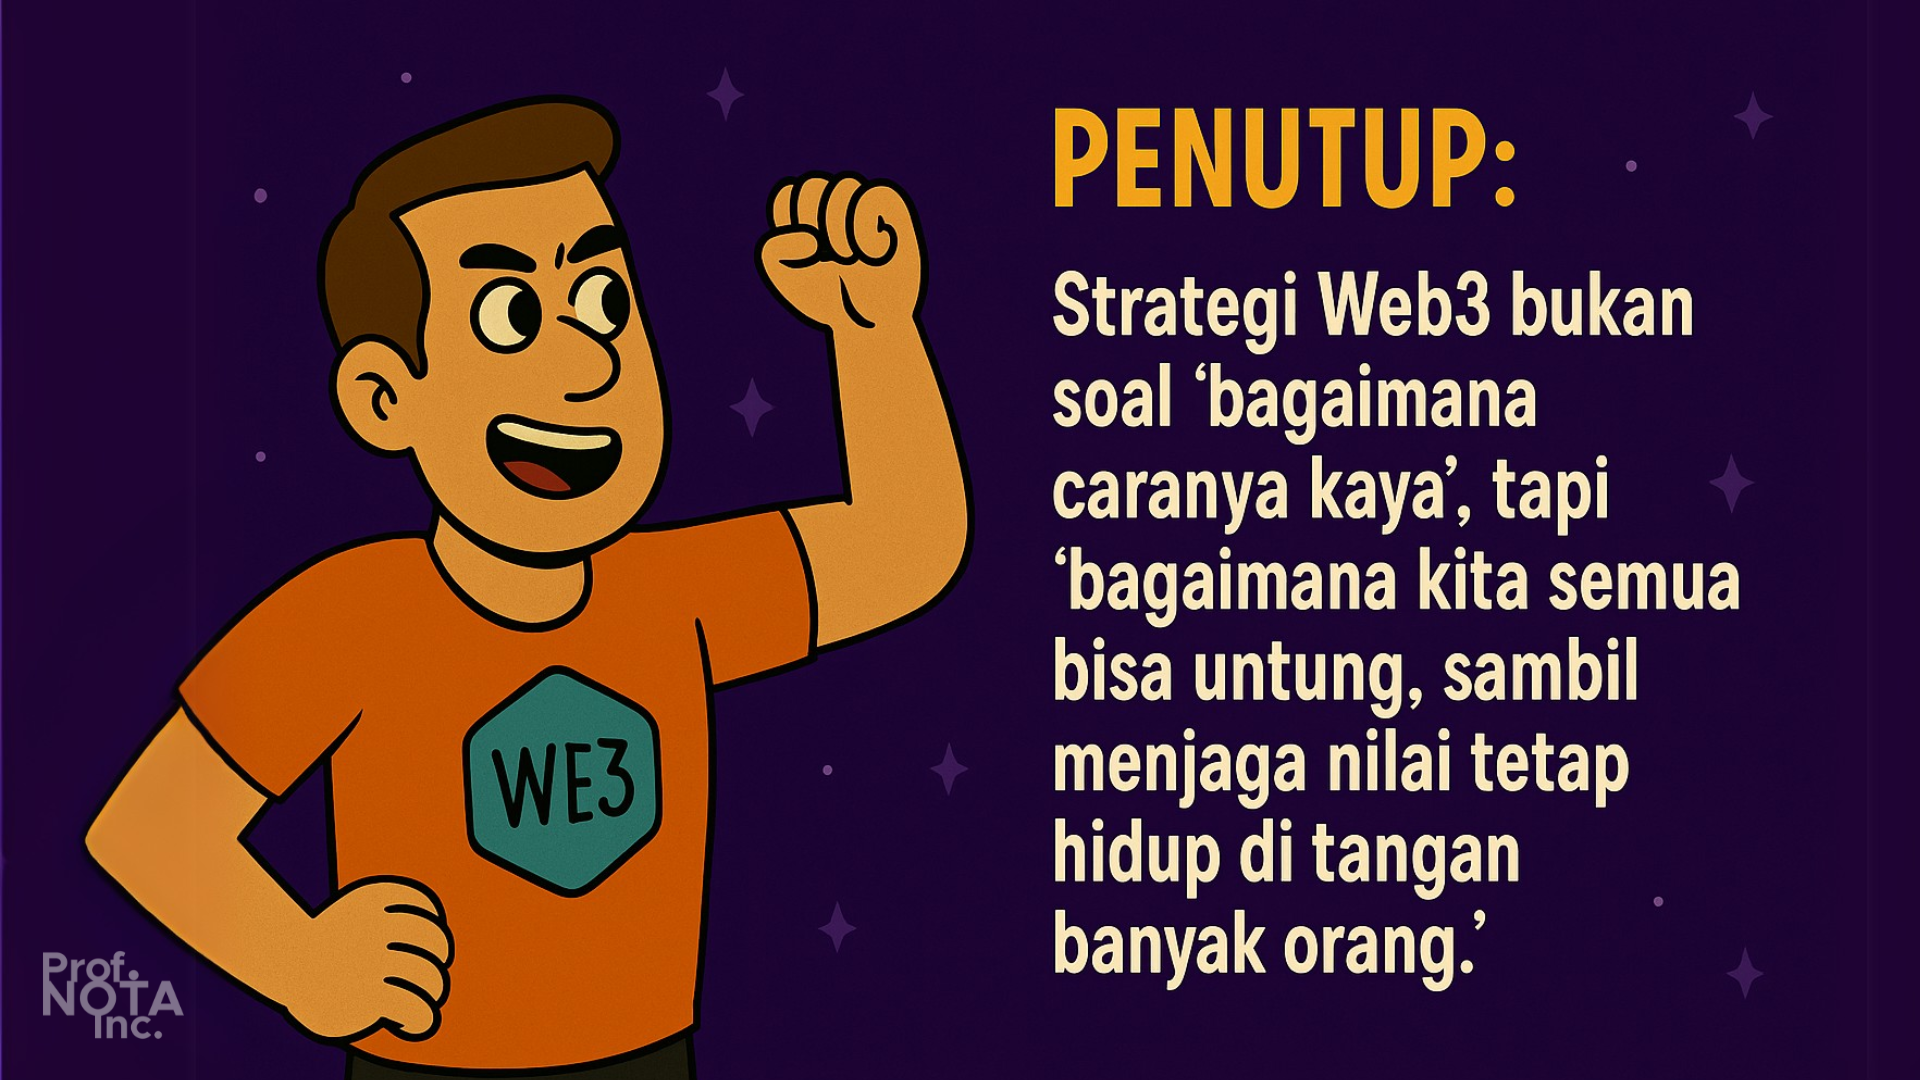 PENUTUP:
Strategi Web3 bukan
soal ‘bagaimana
caranya kaya’, tapi
‘bagaimana kita semua
bisa untung, sambil
menjaga nilai tetap
hidup di tangan
banyak orang.’
WE3
Prof.
NOTA
Inc.